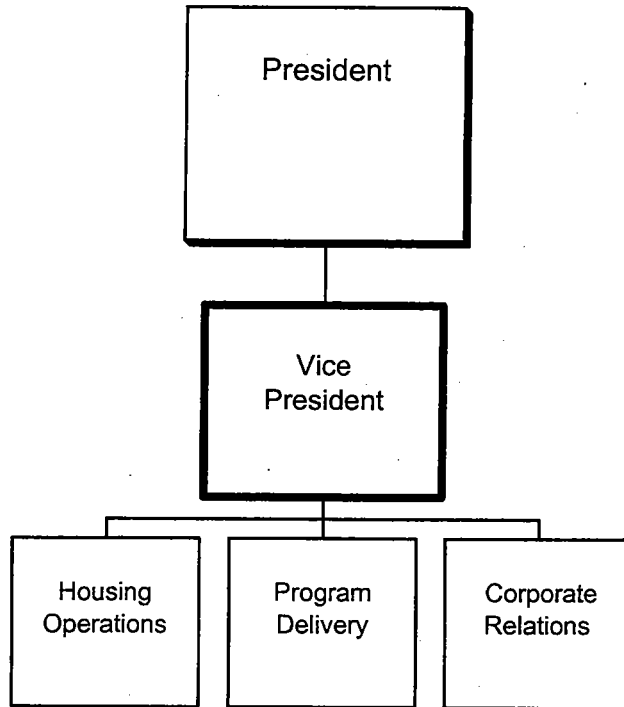 President
Vice
President
Housing
Operations
Program
Delivery
Corporate
Relations